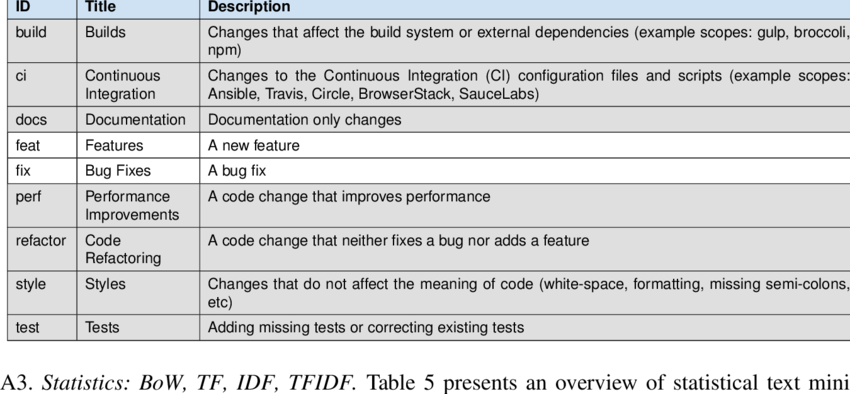 ID Title Description
build Builds Changes that affect the build system or external dependencies (example scopes: gulp, broccoli,
npm)
ci Continuous Changes to the Continuous Integration (CI) configuration files and scripts (example scopes:
Integration Ansible, Travis, Circle, BrowserStack, SauceLabs)
docs Documentation Documentation only changes
feat Features A new feature
fix Bug Fixes A bug fix
perf Performance A code change that improves performance
Improvements
refactor Code A code change that neither fixes a bug nor adds a feature
Refactoring
style Styles Changes that do not affect the meaning of code (white-space, formatting, missing semi-colons,
etc)
test Tests Adding missing tests or correcting existing tests
A3. Statistics: BoW, TF, IDF, TFIDF. Table 5 presents an overview of statistical text mini